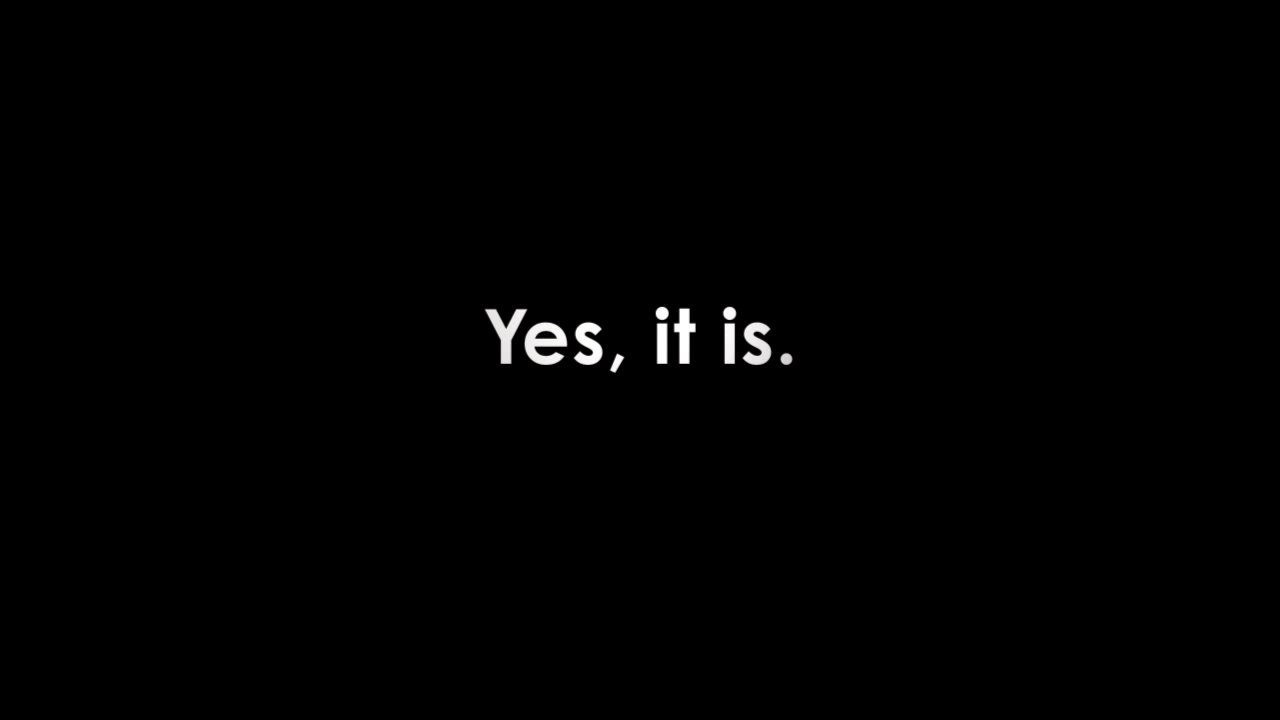 Yes, it is.